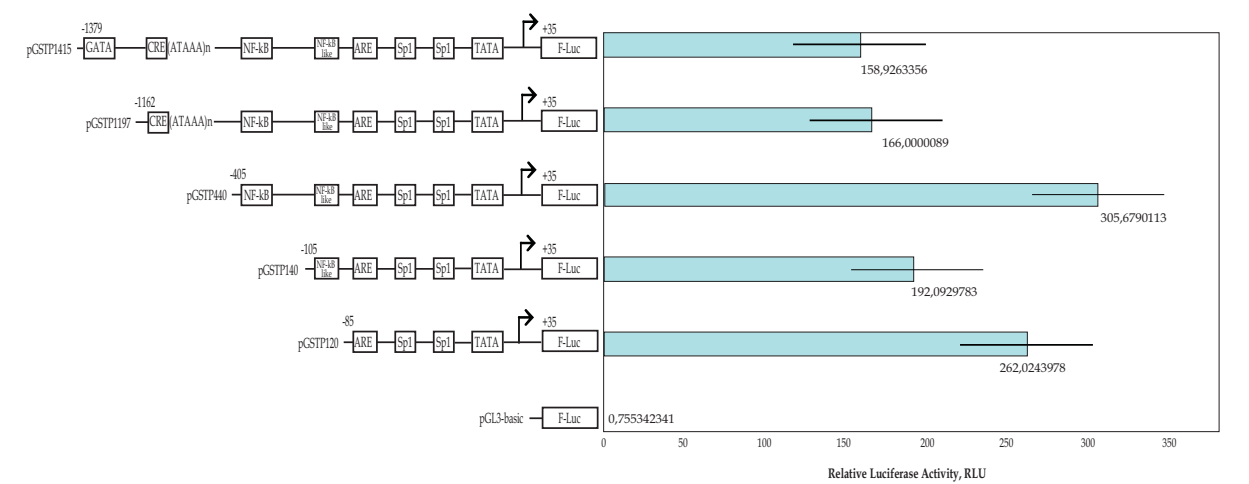 -1379
pGSTP1415 GATA CRE (ATAAA)n NF-kB NF-kB like ARE Sp1 Sp1 TATA +35 F-Luc
158,9263356
-1162
pGSTP1197 CRE (ATAAA)n NF-kB NF-kB like ARE Sp1 Sp1 TATA +35 F-Luc
166,0000089
-405
pGSTP440 NF-kB NF-kB like ARE Sp1 Sp1 TATA +35 F-Luc
305,6790113
-105
pGSTP140 NF-kB like ARE Sp1 Sp1 TATA +35 F-Luc
192,0929783
-85
pGSTP120 ARE Sp1 Sp1 TATA +35 F-Luc
262,0243978
pGL3-basic F-Luc 0,755342341
0 50 100 150 200 250 300 350
Relative Luciferase Activity, RLU